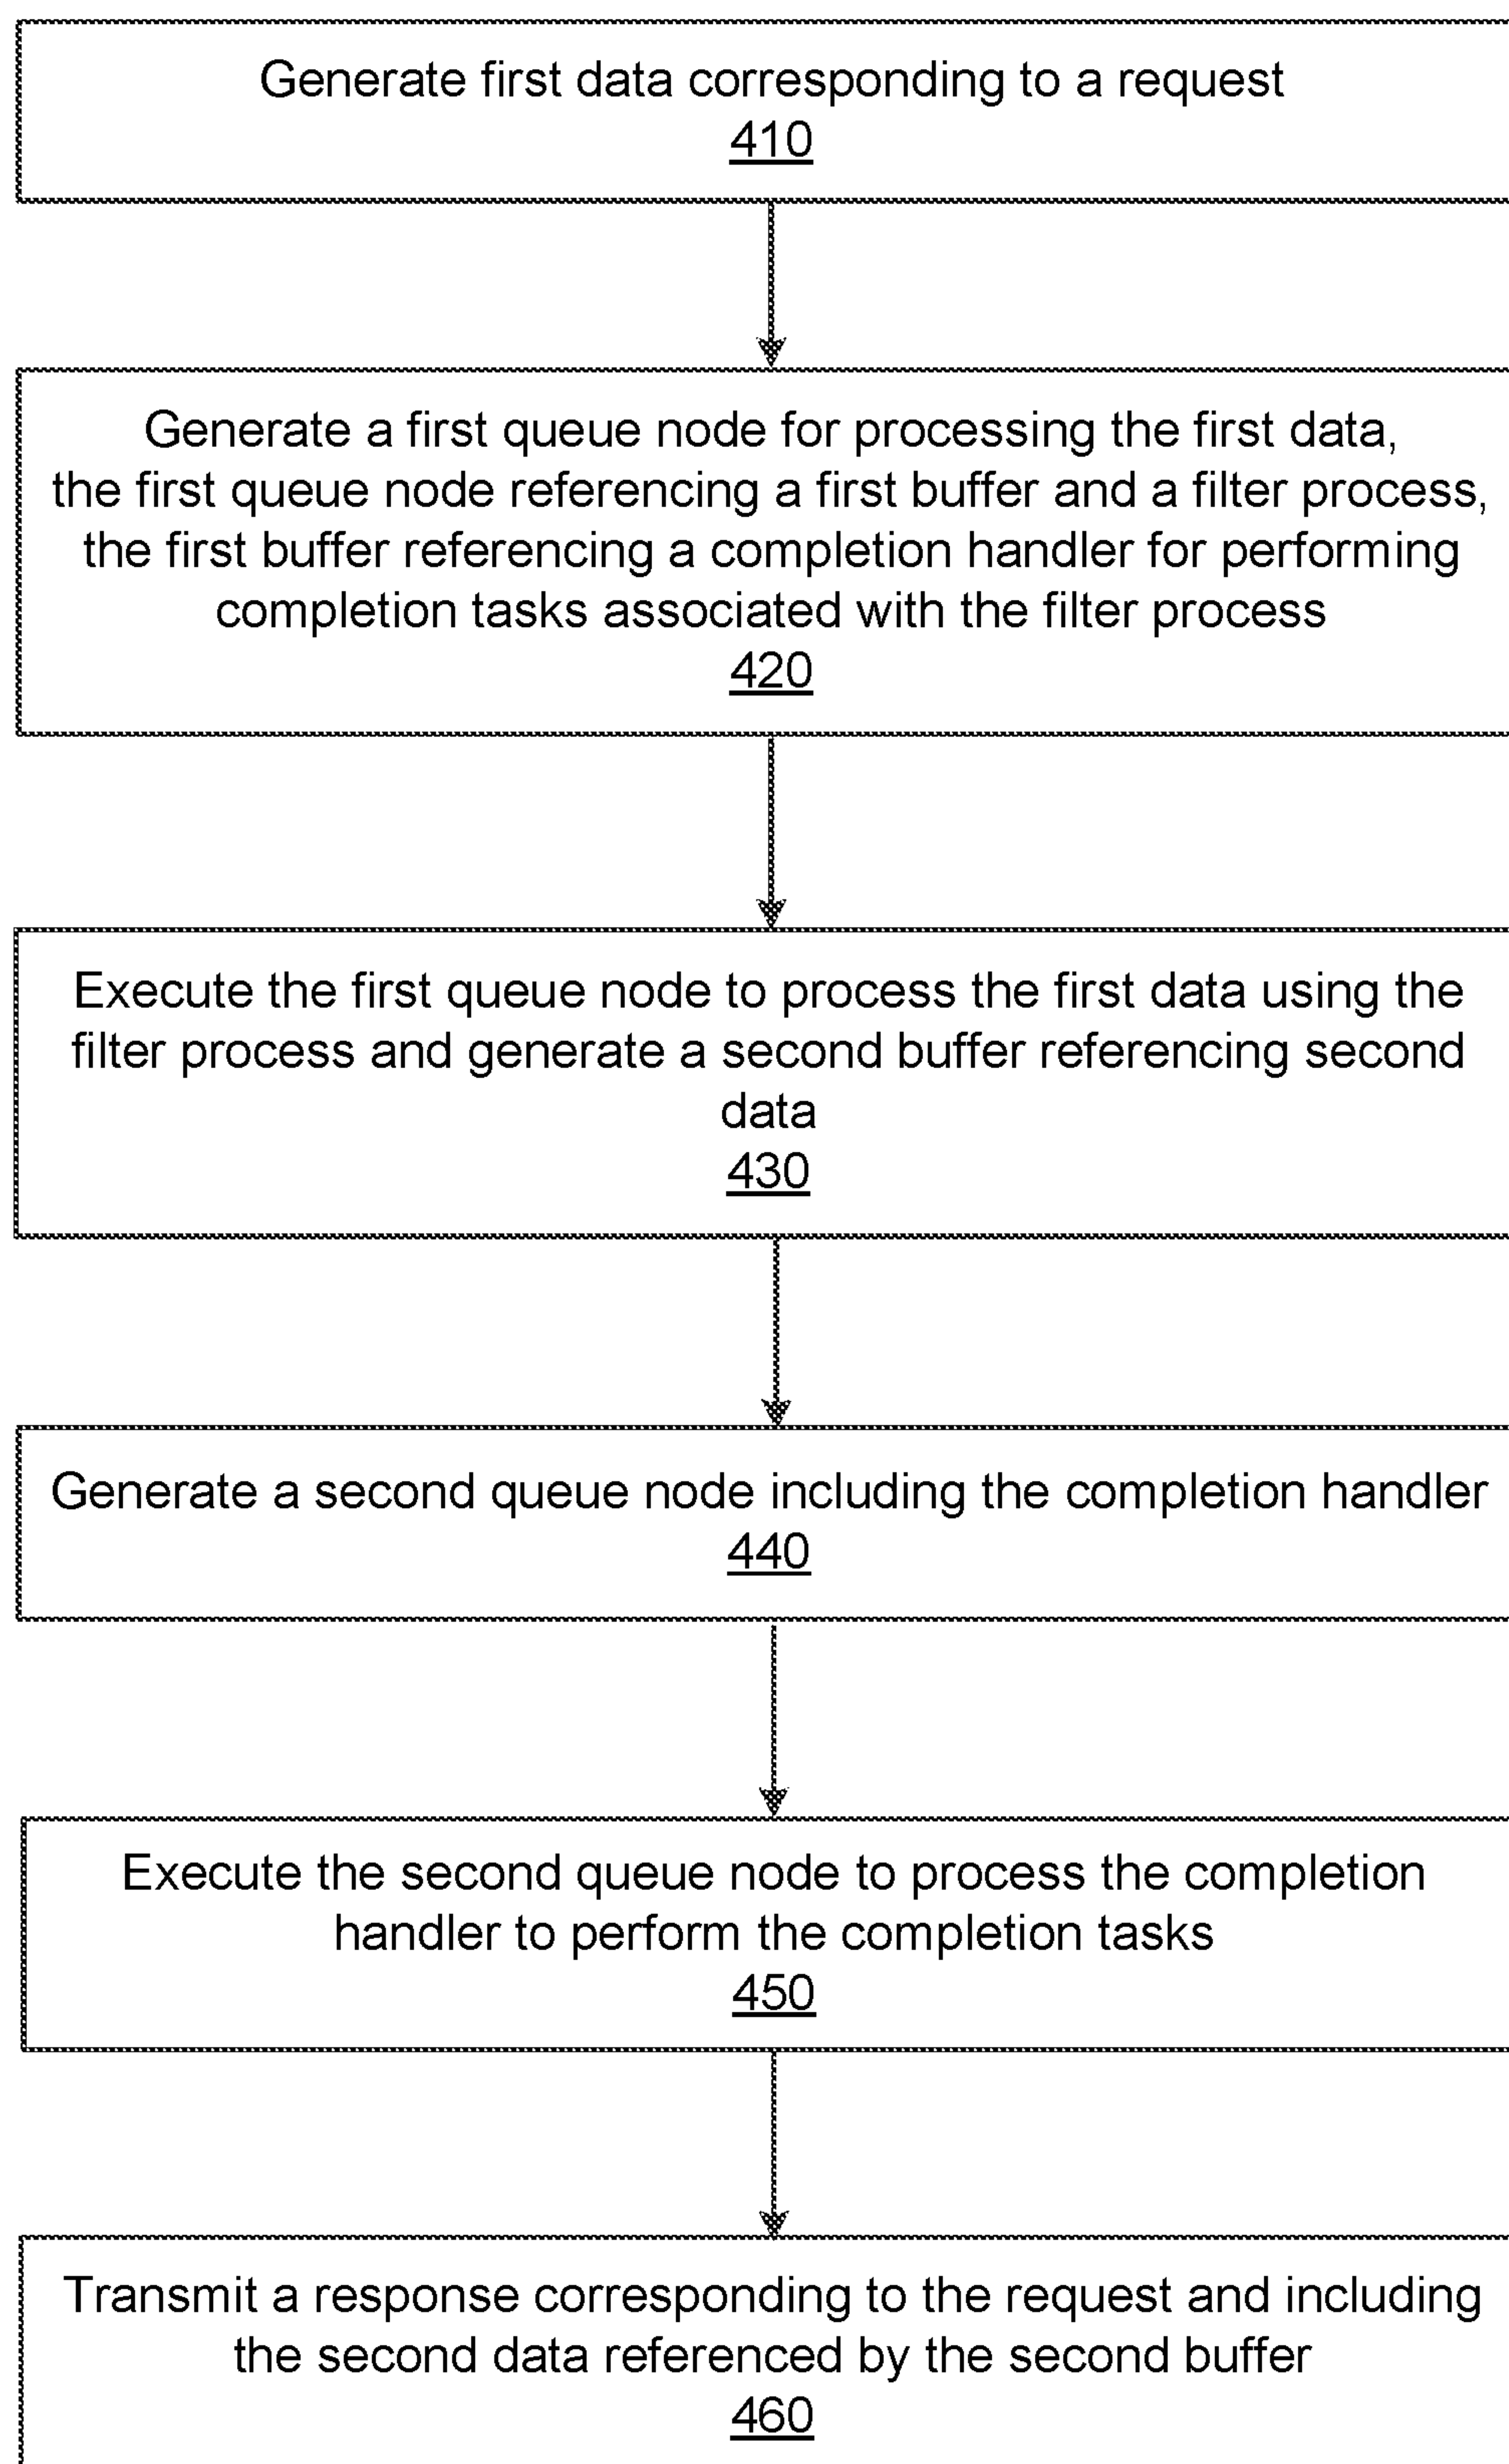 Generate first data corresponding to a request
410
Generate a first queue node for processing the first data,
the first queue node referencing a first buffer and a filter process,
the first buffer referencing a completion handler for performing
completion tasks associated with the filter process
420
Execute the first queue node to process the first data using the
filter process and generate a second buffer referencing second
data
430
Generate a second queue node including the completion handler
440
Execute the second queue node to process the completion
handler to perform the completion tasks
450
Transmit a response corresponding to the request and including
the second data referenced by the second buffer
460